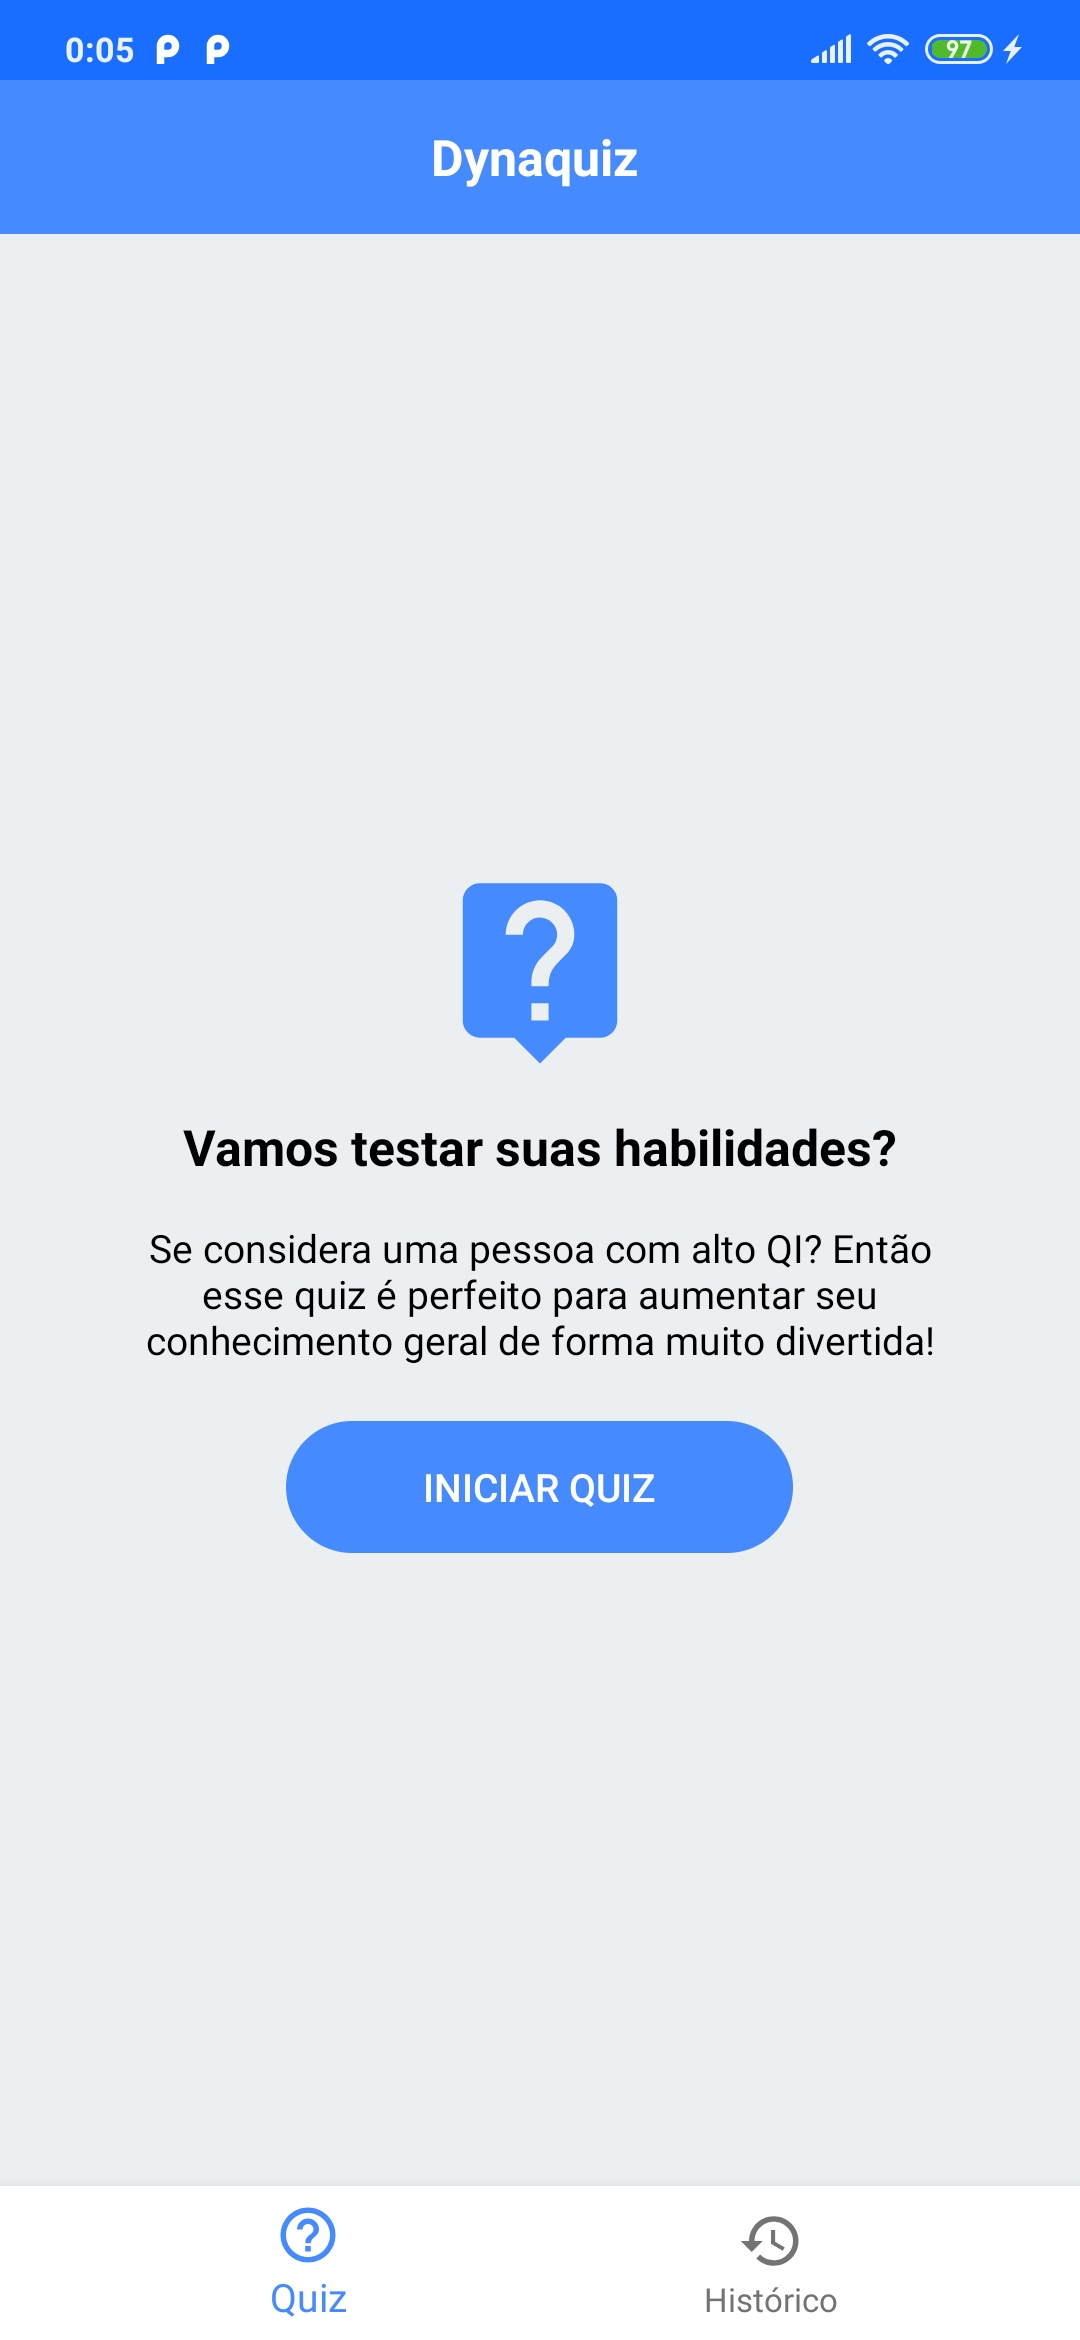 0:05
97
Dynaquiz
?
Vamos testar suas habilidades?
Se considera uma pessoa com alto QI? Então
esse quiz é perfeito para aumentar seu
conhecimento geral de forma muito divertida!
INICIAR QUIZ
Quiz
Histórico